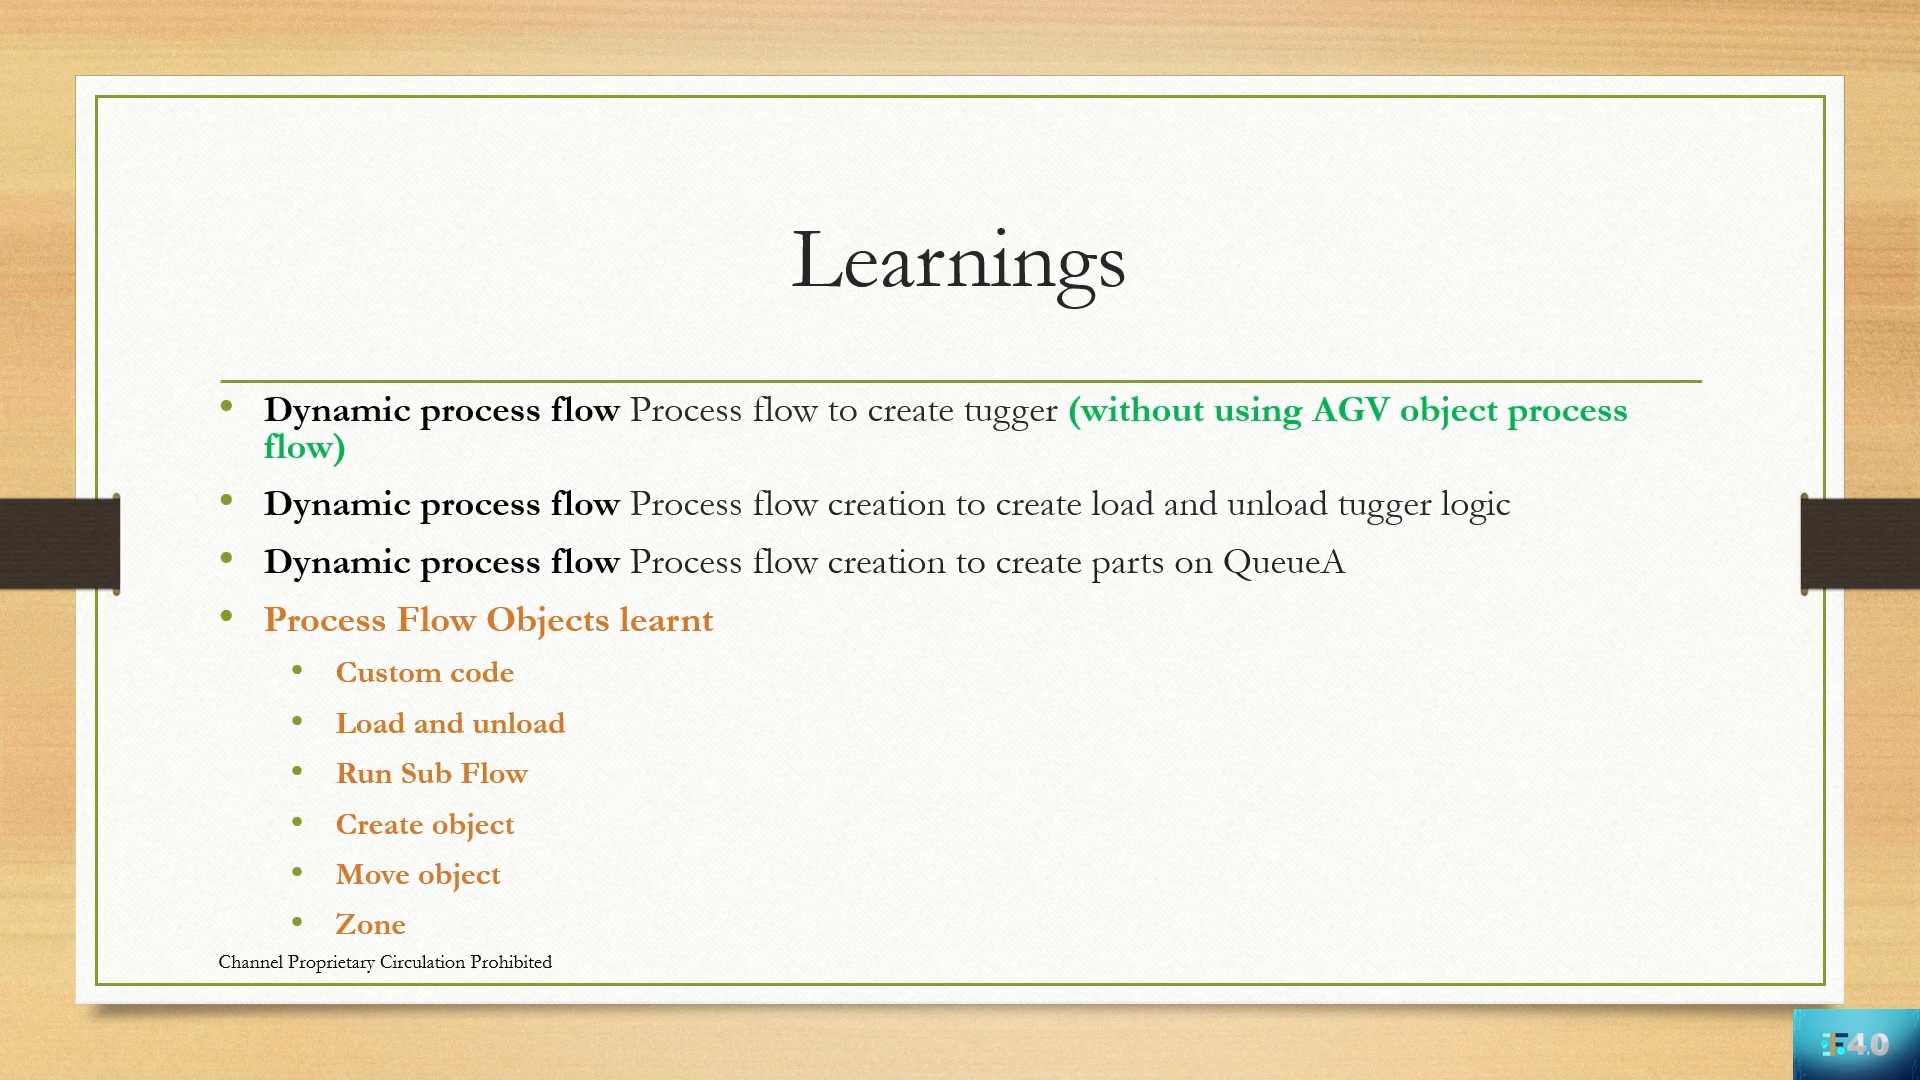 Learnings
• Dynamic process flow Process flow to create tugger (without using AGV object process
flow)
• Dynamic process flow Process flow creation to create load and unload tugger logic
• Dynamic process flow Process flow creation to create parts on QueueA
• Process Flow Objects learnt
• Custom code
• Load and unload
• Run Sub Flow
• Create object
• Move object
• Zone
Channel Proprietary Circulation Prohibited
F4.0